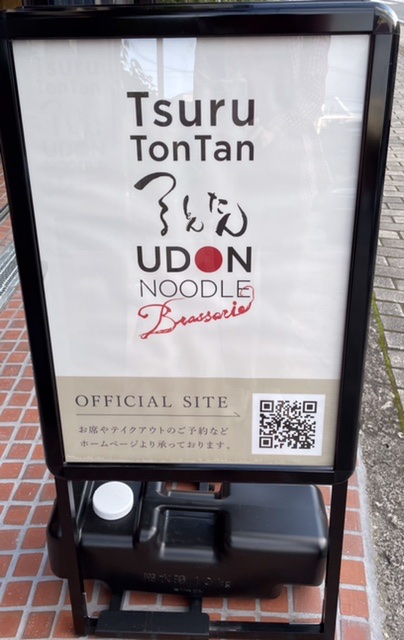 Tsuru
TonTan
つるとんたん
UDON
NOODLE
Brasserie
OFFICIAL SITE
お席やテイクアウトのご予約など
ホームページより承っております。